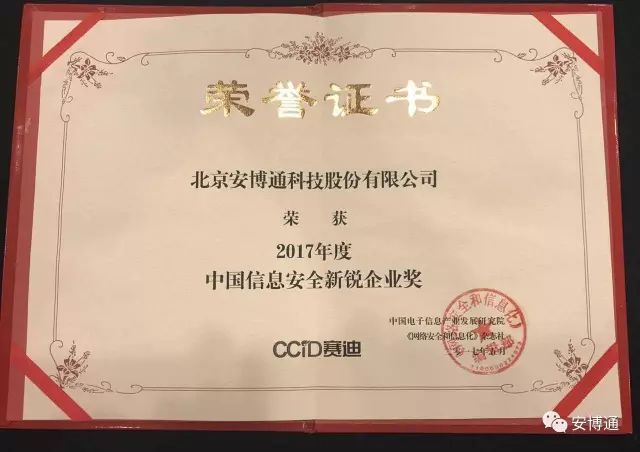 荣誉证书
北京安博通科技股份有限公司
荣 获
2017年度
中国信息安全新锐企业奖
中国电子信息产业发展研究院
《网络安全和信息化》杂志社
二〇一七年五月
CCID赛迪
安博通